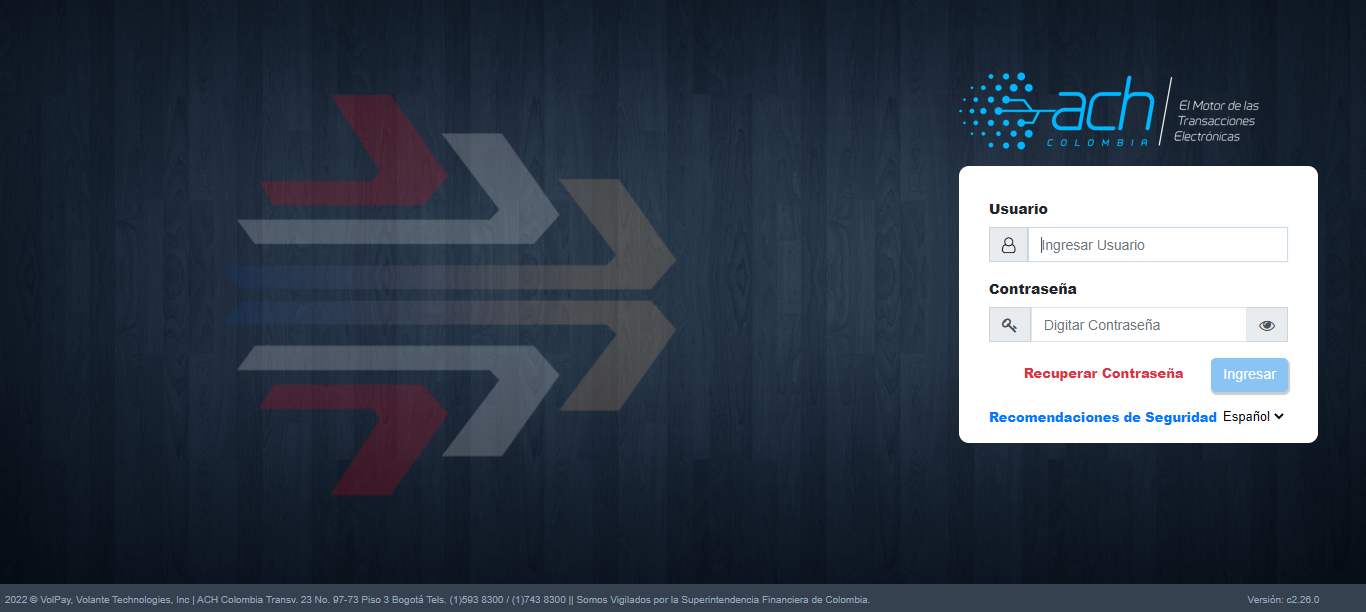 ach
COLOMBIA
El Motor de las
Transacciones
Electrónicas
Usuario
Ingresar Usuario
Contraseña
Digitar Contraseña
Recuperar Contraseña
Ingresar
Recomendaciones de Seguridad Español
2022 © VolPay, Volante Technologies, Inc | ACH Colombia Transv. 23 No. 97-73 Piso 3 Bogotá Tels. (1)593 8300 / (1)743 8300 || Somos Vigilados por la Superintendencia Financiera de Colombia.
Versión: c2.26.0